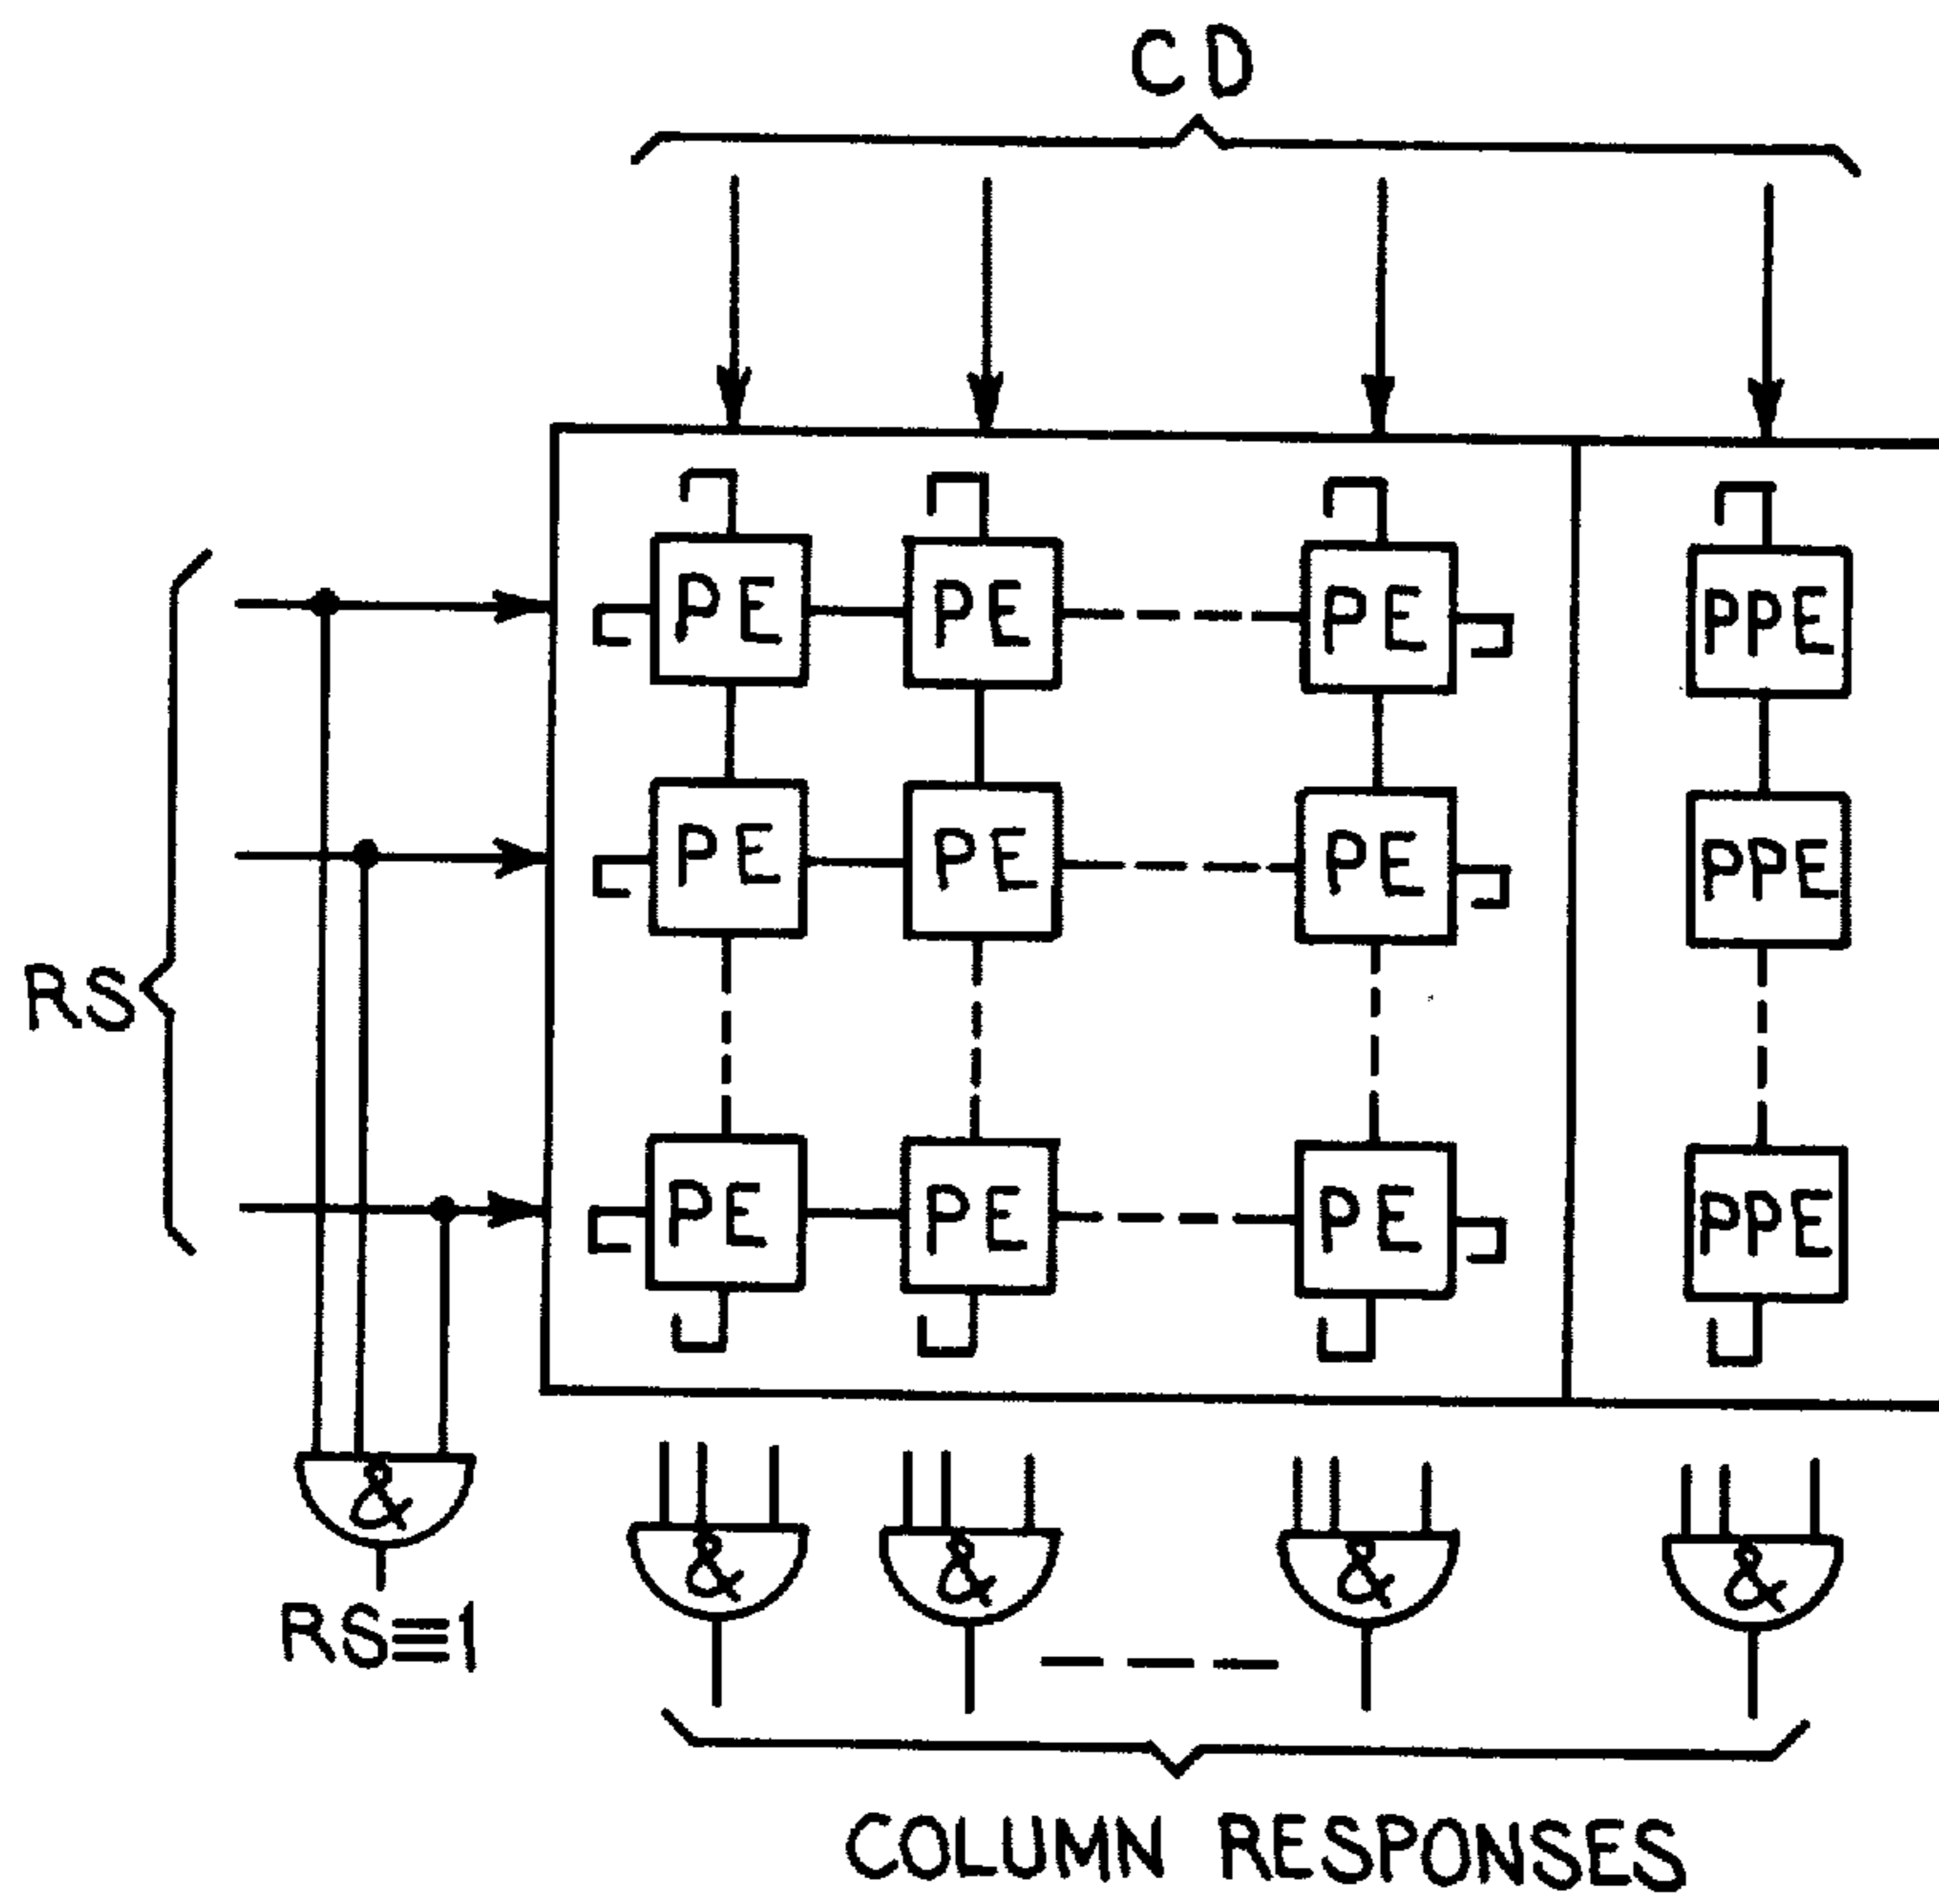 CD
PE PE PE PPE
PE PE PE PPE
RS
PE PE PE PPE
&
& & & &
RS≡1
COLUMN RESPONSES